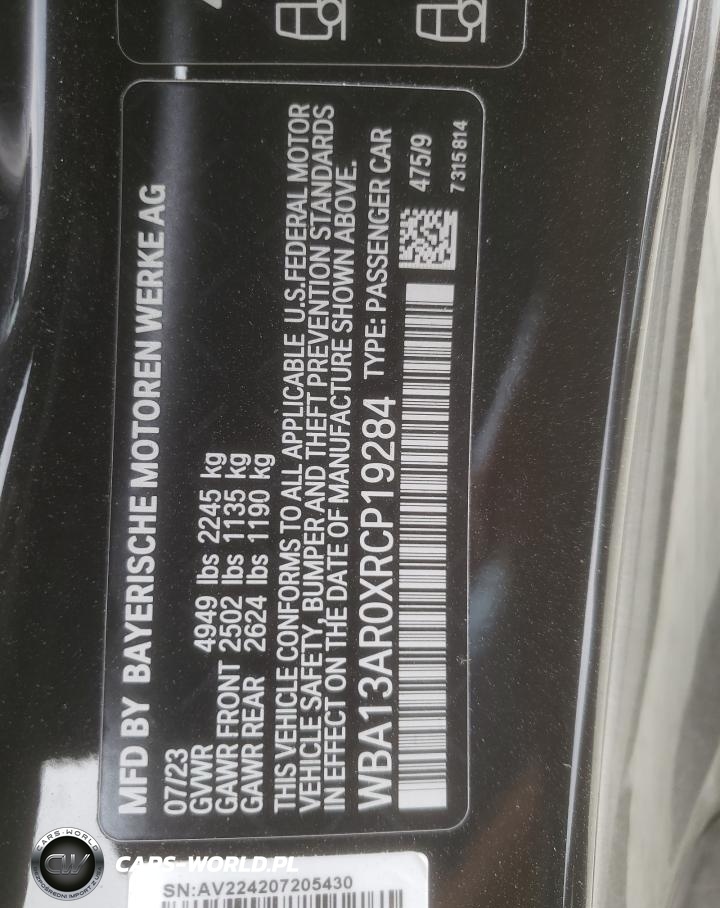 MFD BY BAYERISCHE MOTOREN WERKE AG
07/23
GVWR 4949 lbs 2245 kg
GAWR FRONT 2502 lbs 1135 kg
GAWR REAR 2624 lbs 1190 kg
THIS VEHICLE CONFORMS TO ALL APPLICABLE U.S. FEDERAL MOTOR
VEHICLE SAFETY, BUMPER AND THEFT PREVENTION STANDARDS
IN EFFECT ON THE DATE OF MANUFACTURE SHOWN ABOVE.
WBA13AR0XRCP19284 TYPE: PASSENGER CAR
475/9
7 315 814
SN:AV224207205430
CARS-WORLD
CW
CARS-WORLD.PL